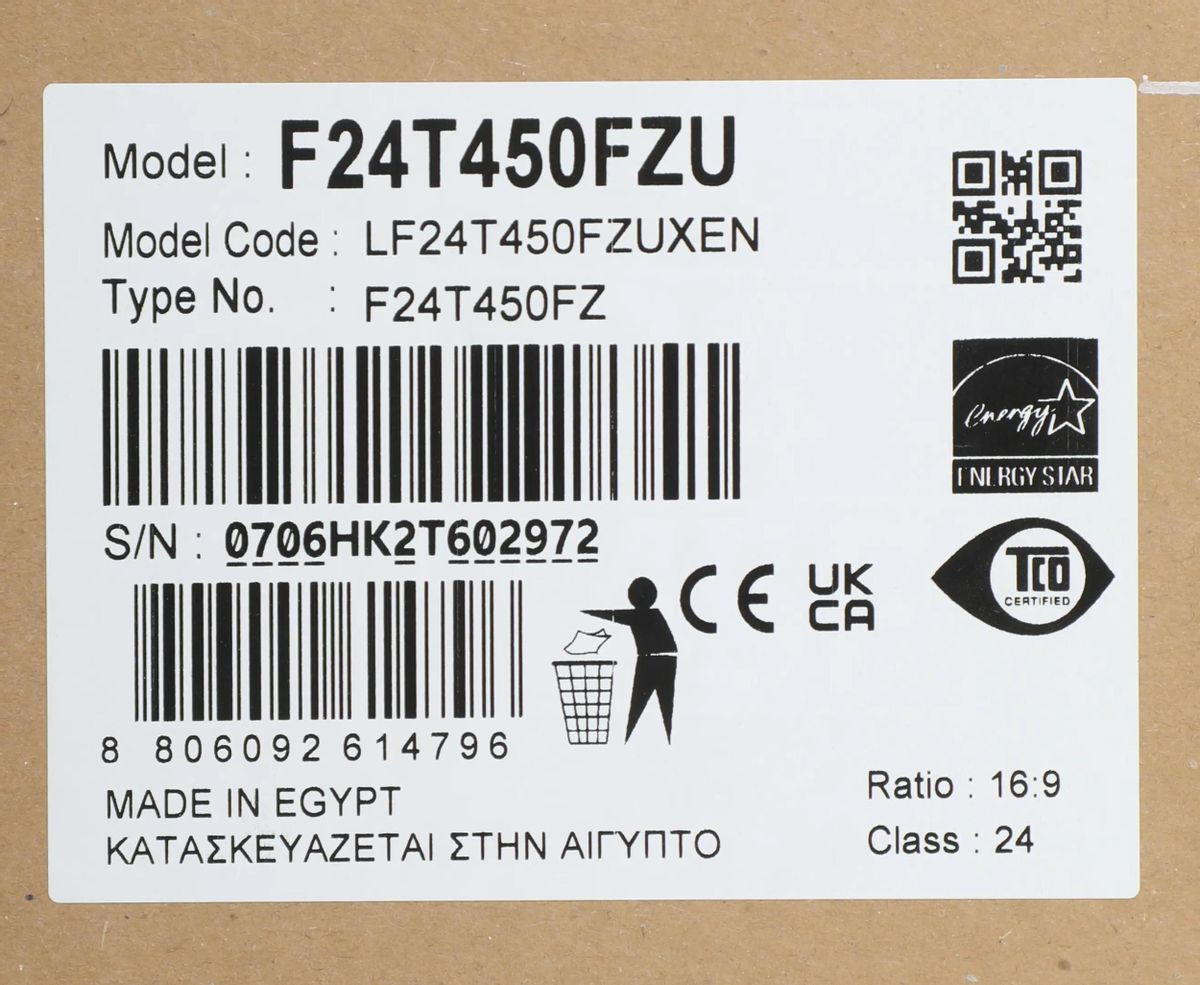 Model : F24T450FZU
Model Code : LF24T450FZUXEN
Type No. : F24T450FZ
energy
ENERGY STAR
S/N : 0706HK2T602972
CE
UK
CA
TCO
CERTIFIED
8 806092 614796
MADE IN EGYPT
ΚΑΤΑΣΚΕΥΑΖΕΤΑΙ ΣΤΗΝ ΑΙΓΥΠΤΟ
Ratio : 16:9
Class : 24